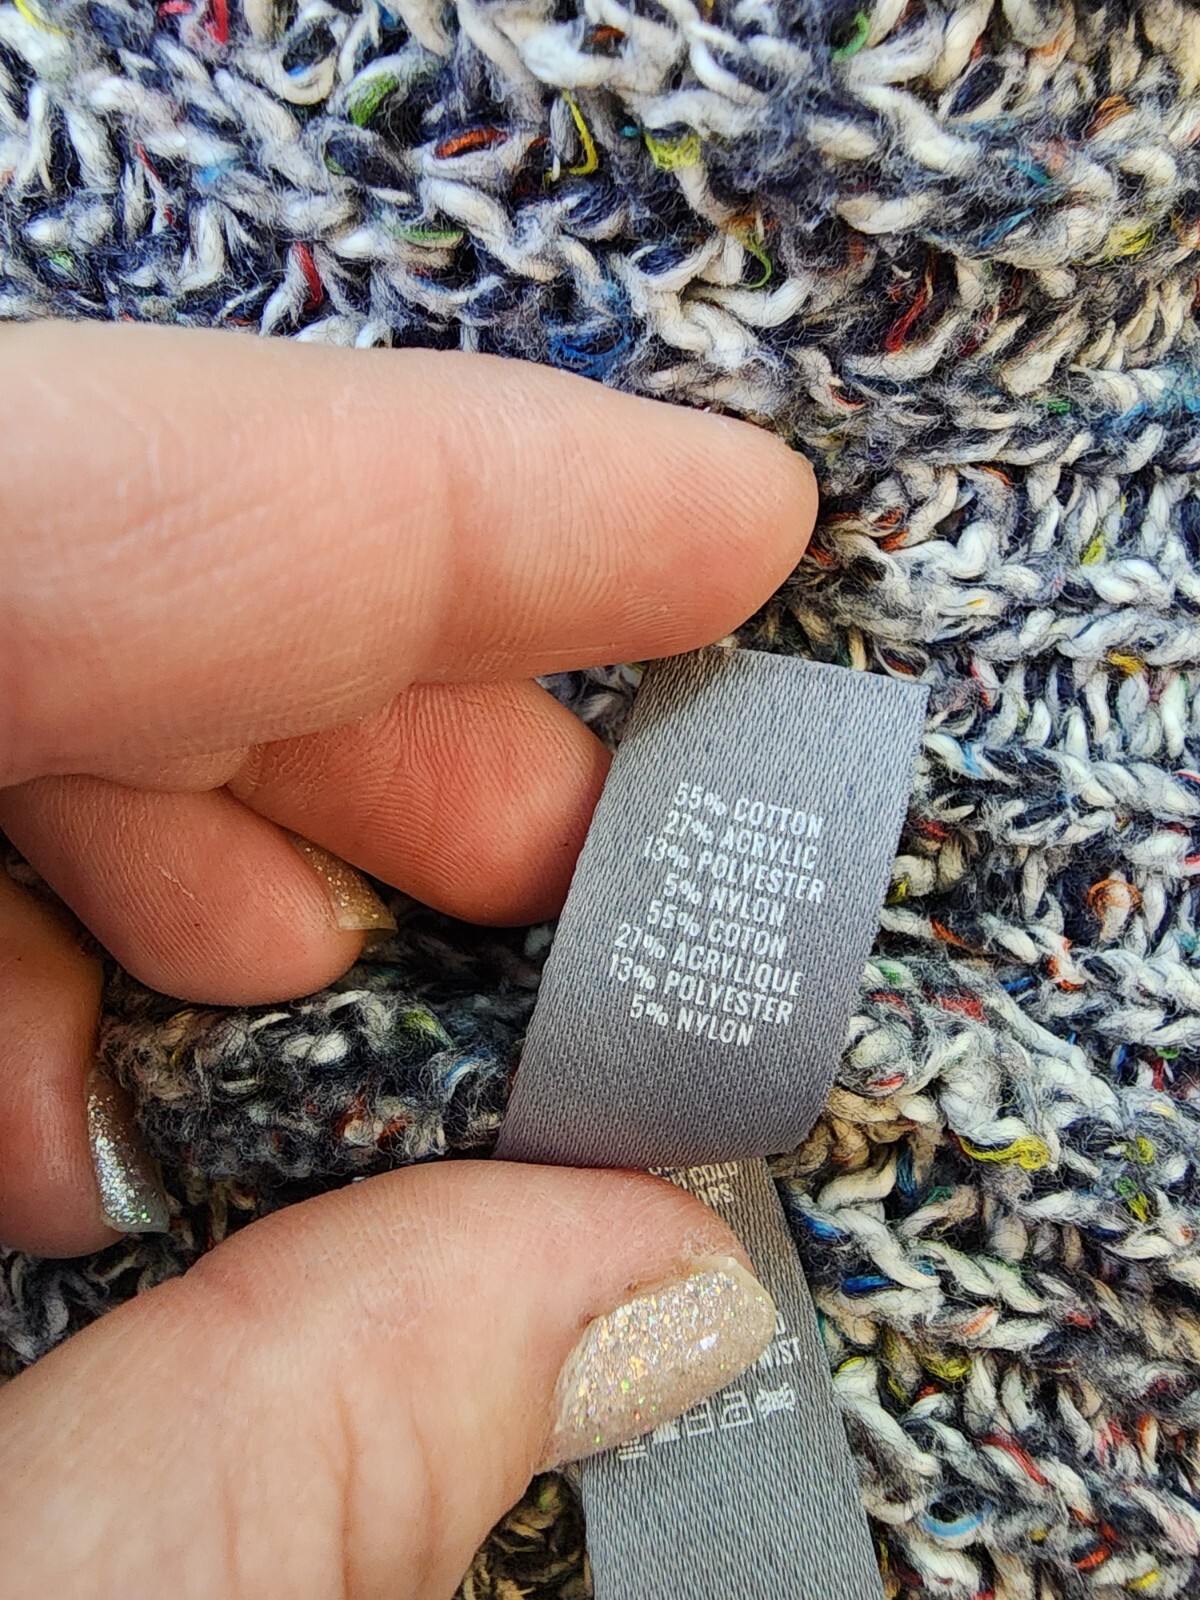 55% COTTON
27% ACRYLIC
13% POLYESTER
5% NYLON
55% COTON
27% ACRYLIQUE
13% POLYESTER
5% NYLON